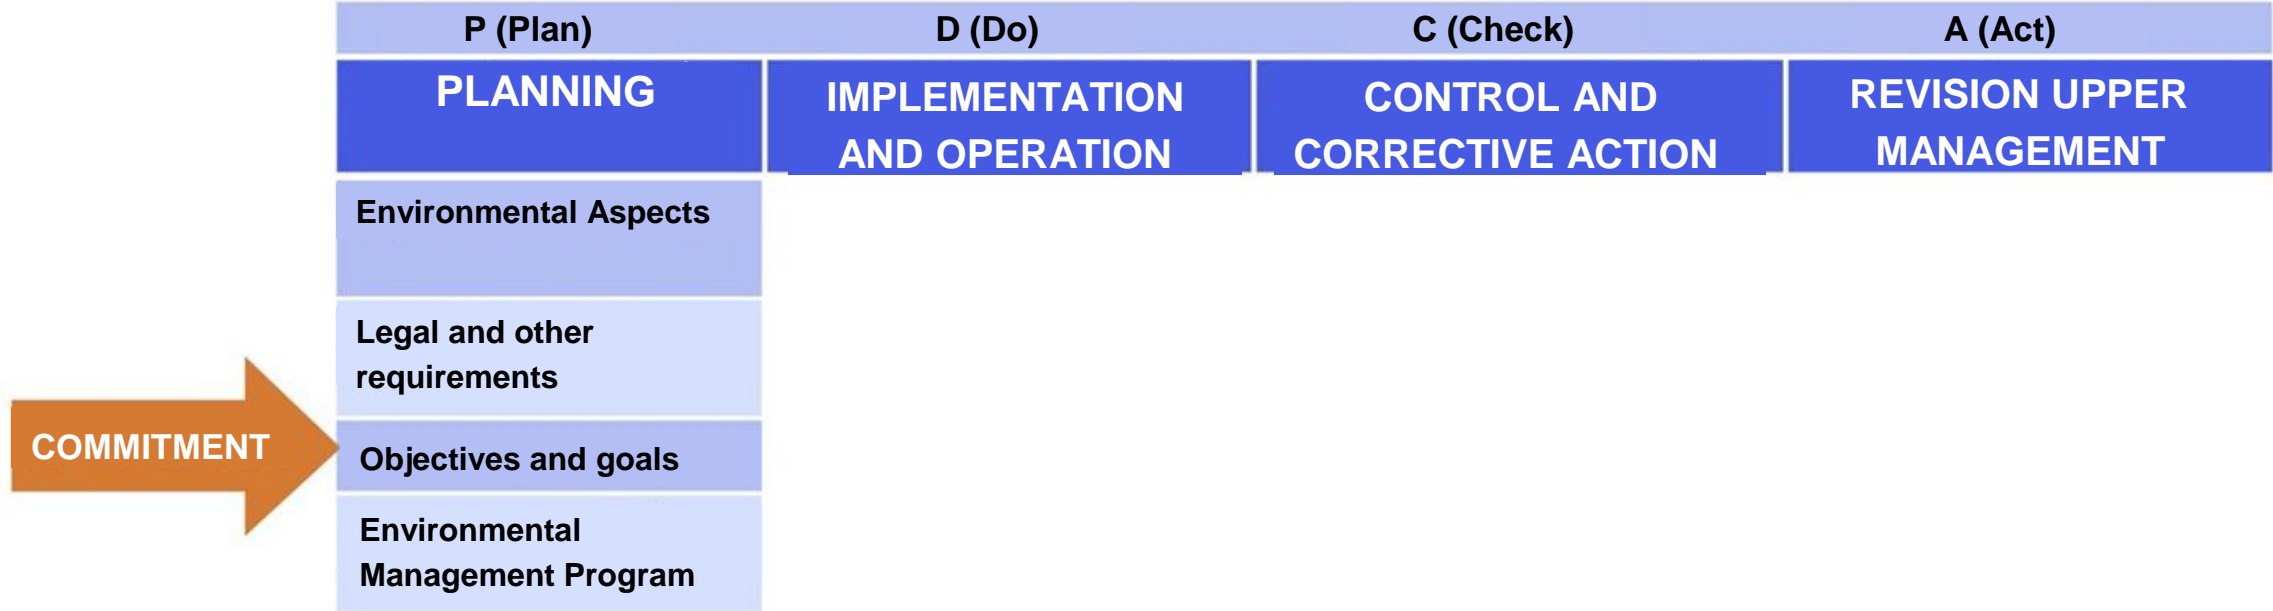 P (Plan) D (Do) C (Check) A (Act)
PLANNING
IMPLEMENTATION
AND OPERATION
CONTROL AND
CORRECTIVE ACTION
REVISION UPPER
MANAGEMENT
Environmental Aspects
Legal and other
requirements
COMMITMENT
Objectives and goals
Environmental
Management Program